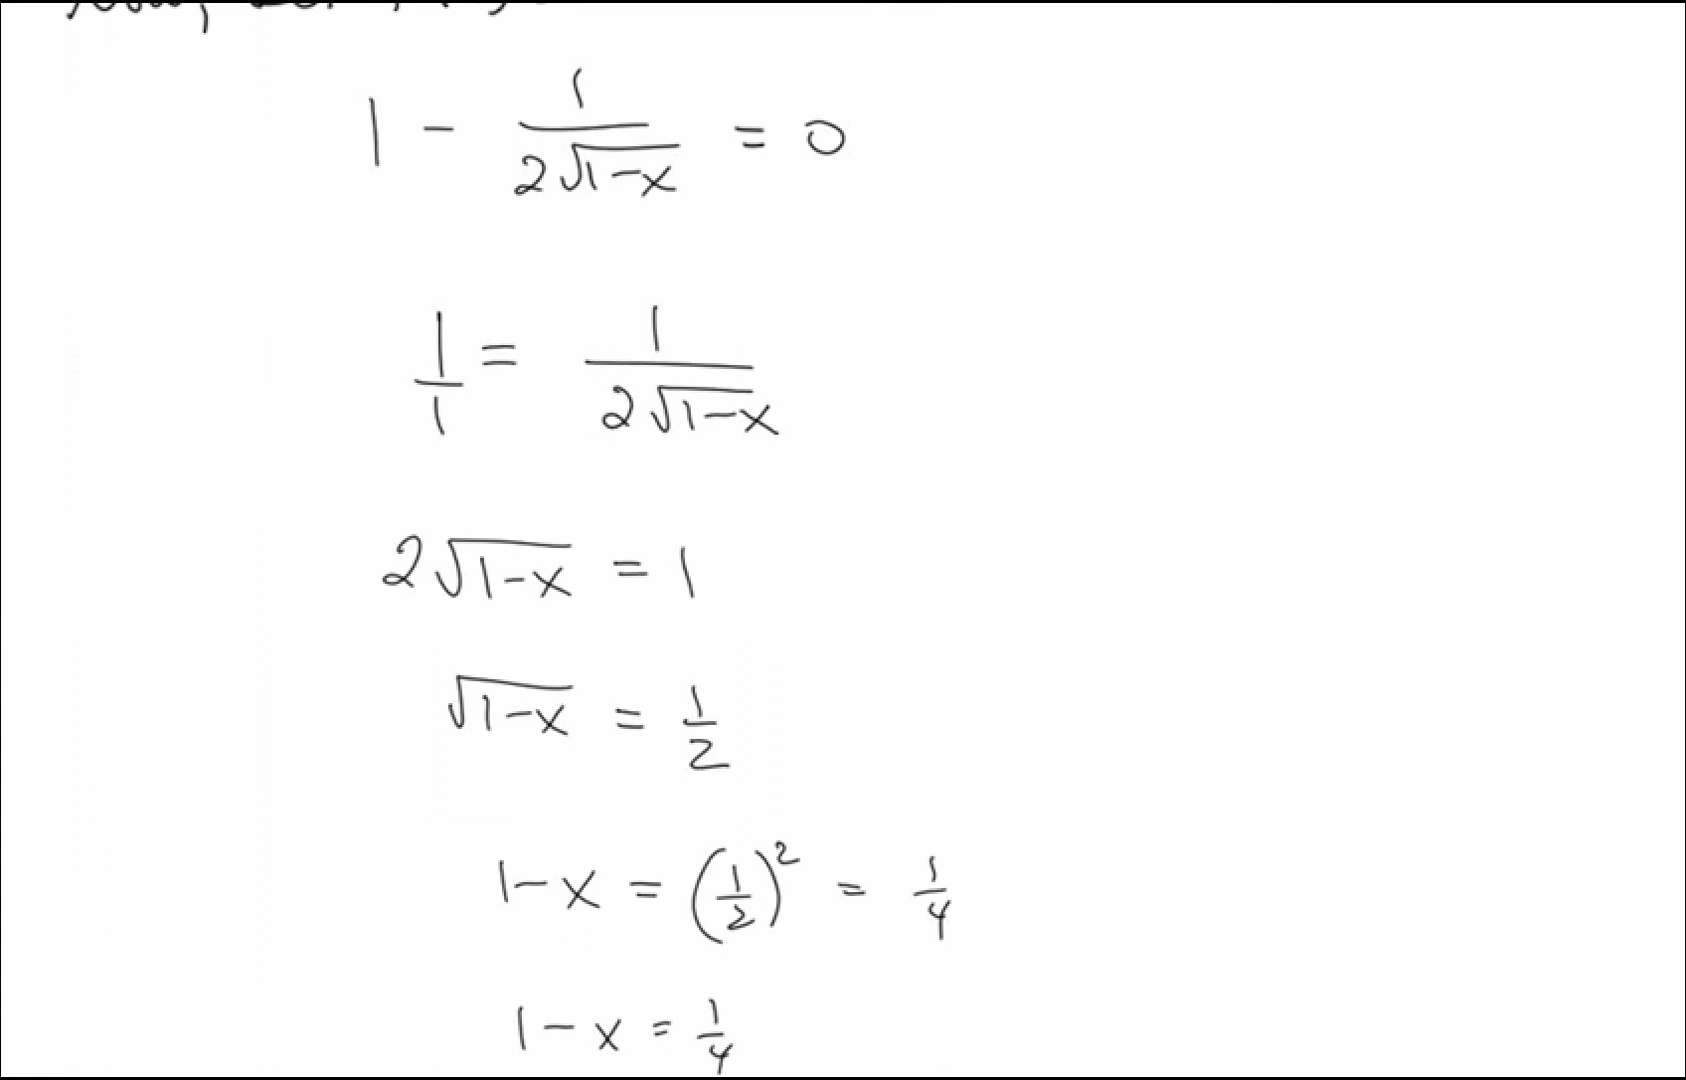 1 - 1/(2√(1-x)) = 0
1/1 = 1/(2√(1-x))
2√(1-x) = 1
√(1-x) = 1/2
1-x = (1/2)² = 1/4
1-x = 1/4